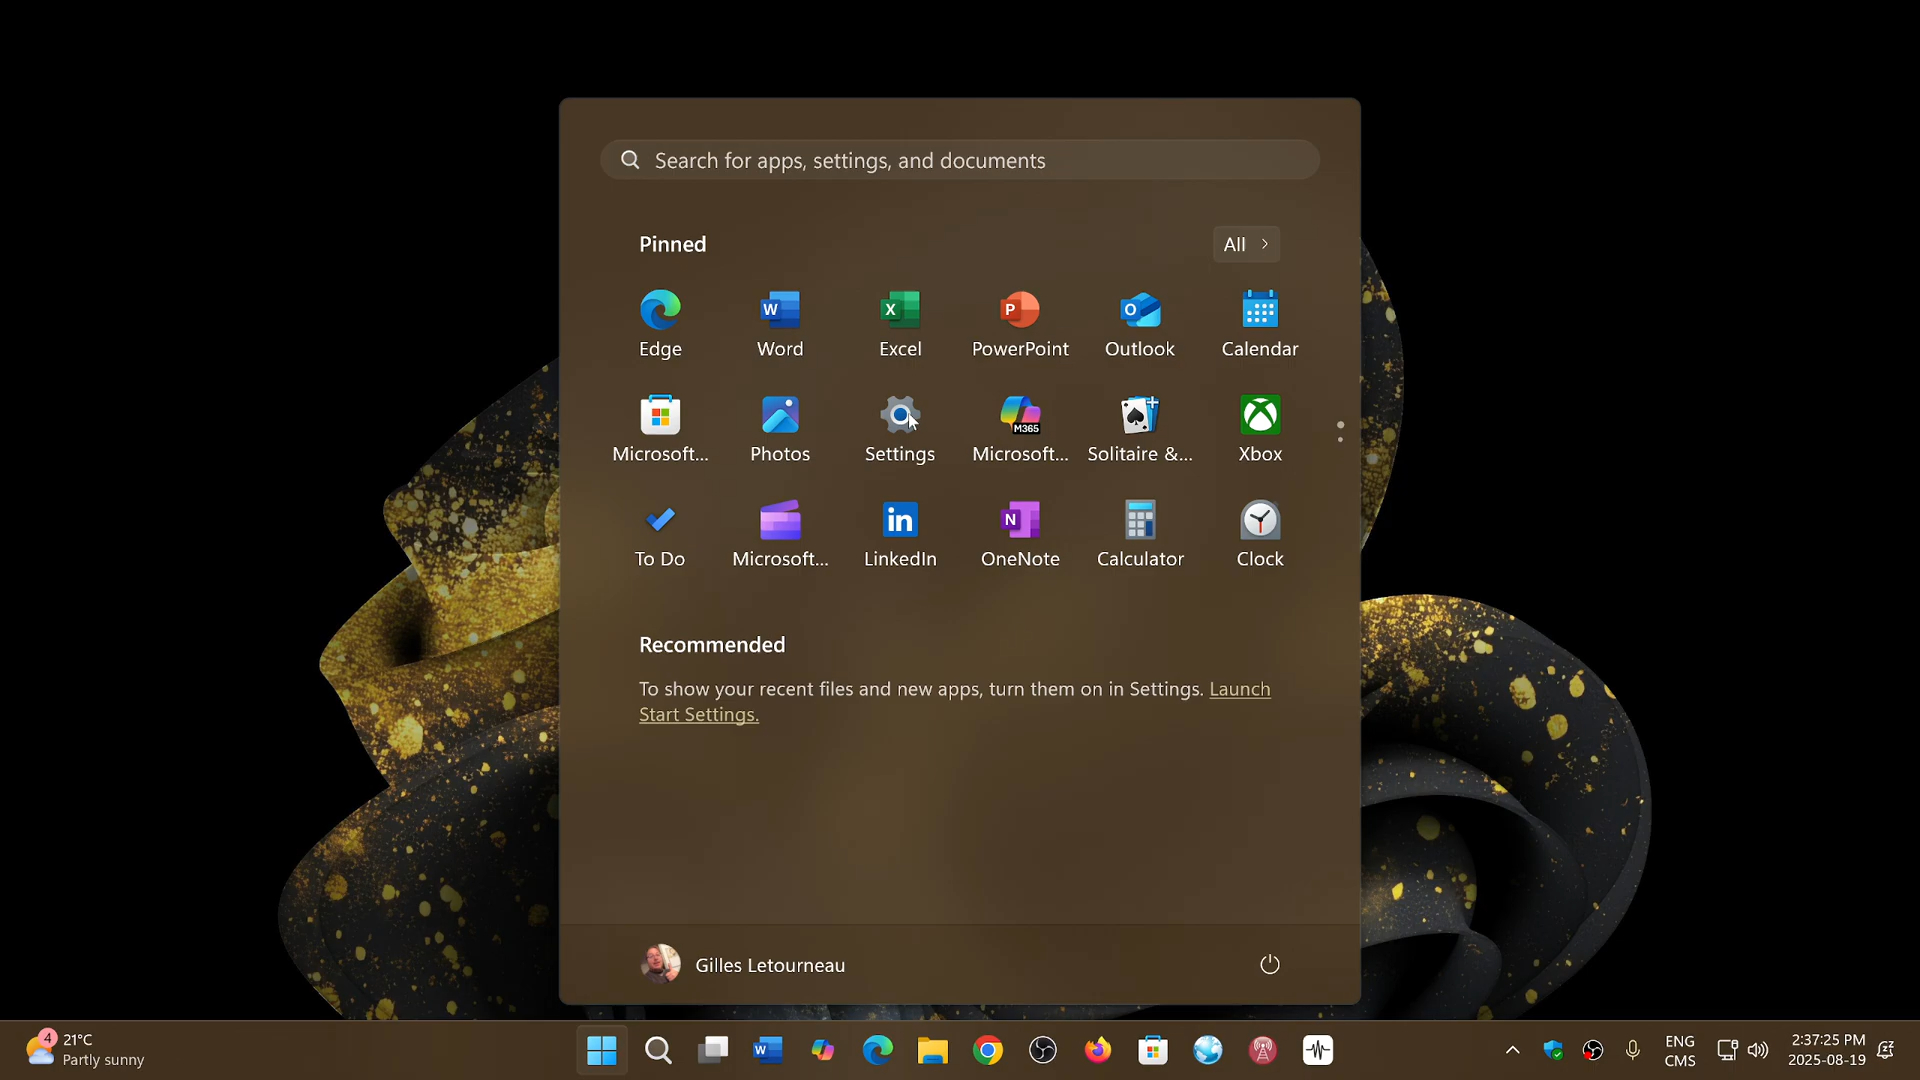 Search for apps, settings, and documents
Pinned
All
Edge
Word
Excel
PowerPoint
Outlook
Calendar
Microsoft...
Photos
Settings
Microsoft...
Solitaire &...
Xbox
To Do
Microsoft...
LinkedIn
OneNote
Calculator
Clock
Recommended
To show your recent files and new apps, turn them on in Settings. Launch
Start Settings.
Gilles Letourneau
4
21°C
Partly sunny
ENG
CMS
2:37:25 PM
2025-08-19
W
X
P
O
M365
in
N
W